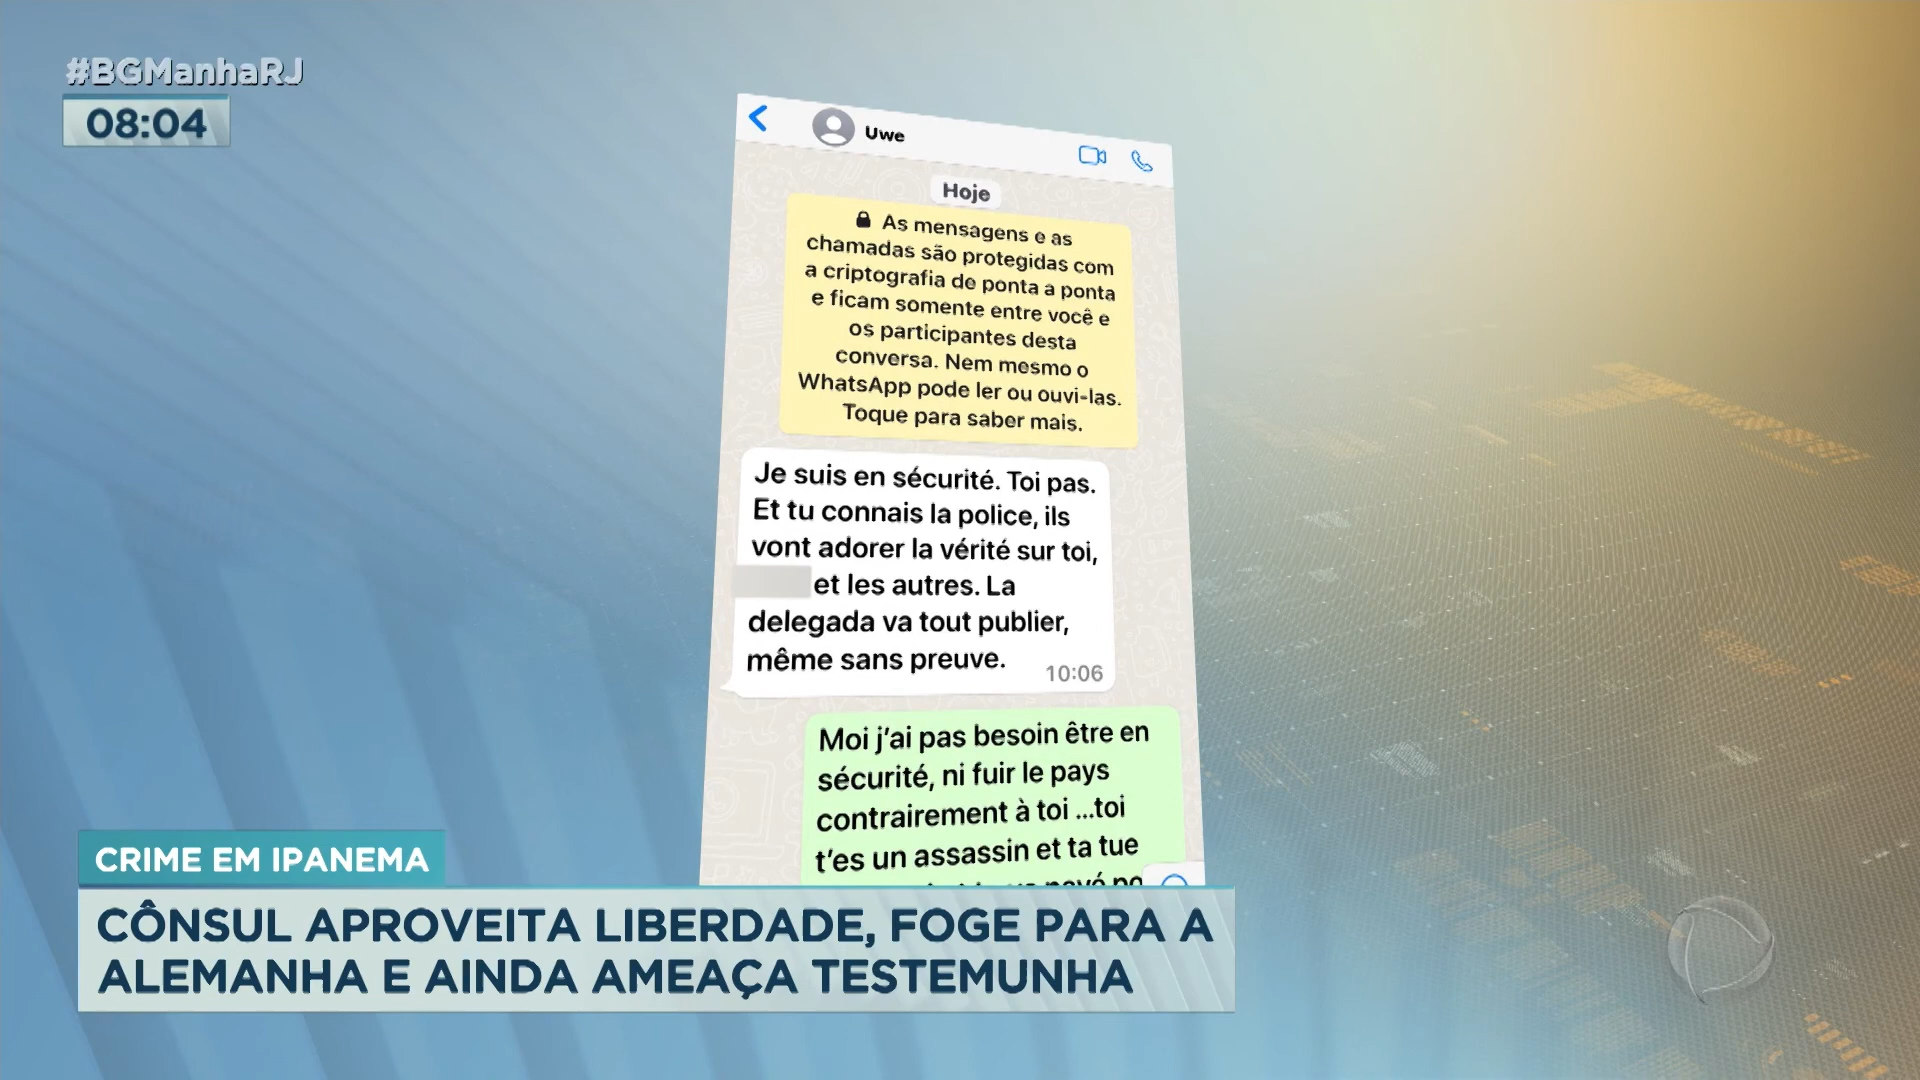 #BGManhaRJ
08:04
Uwe
Hoje
As mensagens e as
chamadas são protegidas com
a criptografia de ponta a ponta
e ficam somente entre você e
os participantes desta
conversa. Nem mesmo o
WhatsApp pode ler ou ouvi-las.
Toque para saber mais.
Je suis en sécurité. Toi pas.
Et tu connais la police, ils
vont adorer la vérité sur toi,
et les autres. La
delegada va tout publier,
même sans preuve.
10:06
Moi j'ai pas besoin être en
sécurité, ni fuir le pays
contrairement à toi ...toi
t'es un assassin et ta tue
CRIME EM IPANEMA
CÔNSUL APROVEITA LIBERDADE, FOGE PARA A
ALEMANHA E AINDA AMEAÇA TESTEMUNHA